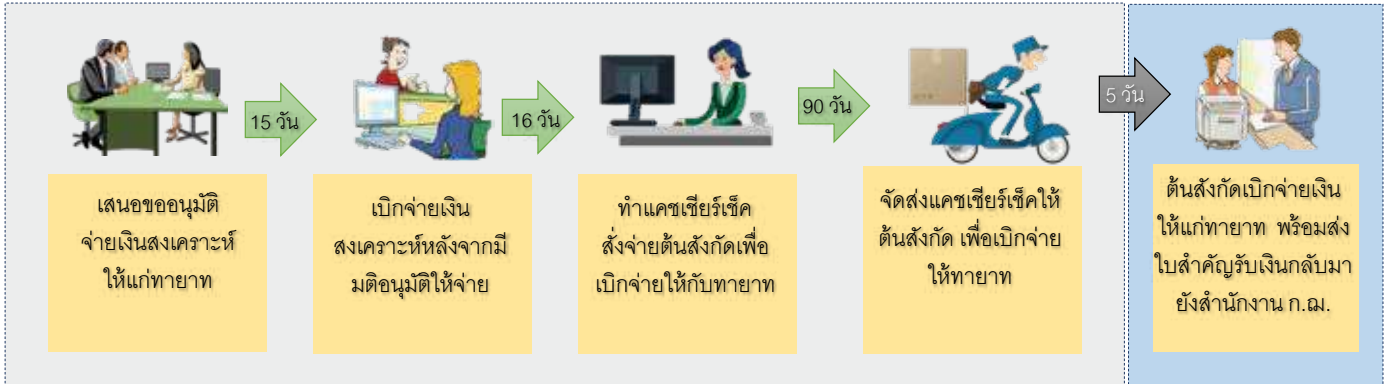 15 วัน
16 วัน
90 วัน
5 วัน
เสนอขออนุมัติ
จ่ายเงินสงเคราะห์
ให้แก่ทายาท
เบิกจ่ายเงิน
สงเคราะห์หลังจากมี
มติอนุมัติให้จ่าย
ทำแคชเชียร์เช็ค
สั่งจ่ายต้นสังกัดเพื่อ
เบิกจ่ายให้กับทายาท
จัดส่งแคชเชียร์เช็คให้
ต้นสังกัด เพื่อเบิกจ่าย
ให้ทายาท
ต้นสังกัดเบิกจ่ายเงิน
ให้แก่ทายาท พร้อมส่ง
ใบสำคัญรับเงินกลับมา
ยังสำนักงาน ก.ฌ.